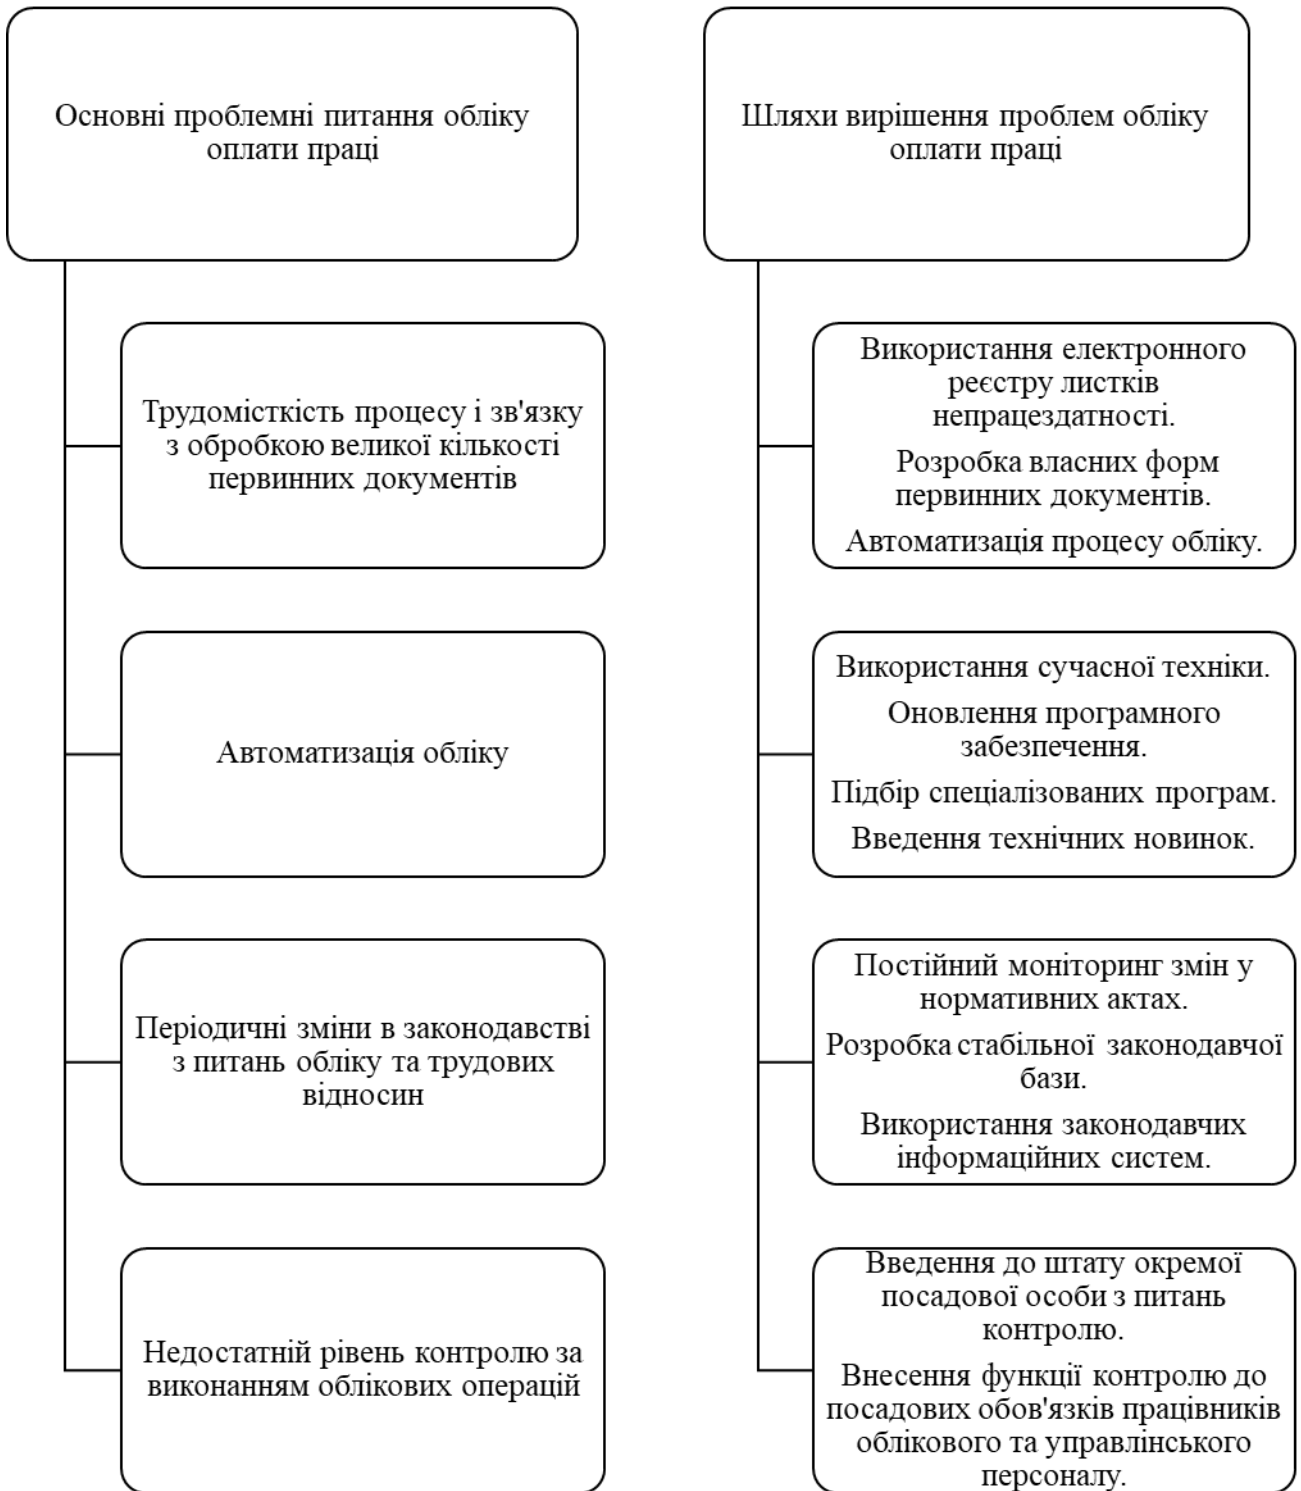 Основні проблемні питання обліку
оплати праці
Трудомісткість процесу і зв'язку
з обробкою великої кількості
первинних документів
Автоматизація обліку
Періодичні зміни в законодавстві
з питань обліку та трудових
відносин
Недостатній рівень контролю за
виконанням облікових операцій
Шляхи вирішення проблем обліку
оплати праці
Використання електронного
реєстру листків
непрацездатності.
Розробка власних форм
первинних документів.
Автоматизація процесу обліку.
Використання сучасної техніки.
Оновлення програмного
забезпечення.
Підбір спеціалізованих програм.
Введення технічних новинок.
Постійний моніторинг змін у
нормативних актах.
Розробка стабільної законодавчої
бази.
Використання законодавчих
інформаційних систем.
Введення до штату окремої
посадової особи з питань
контролю.
Внесення функції контролю до
посадових обов'язків працівників
облікового та управлінського
персоналу.